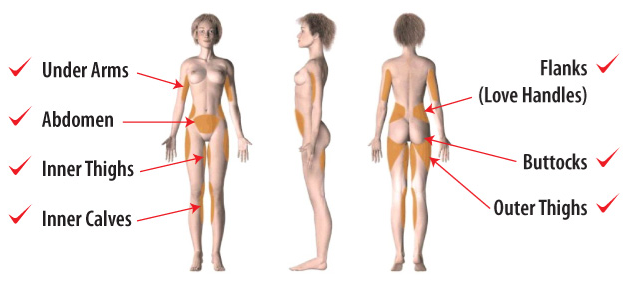 Under Arms
Abdomen
Inner Thighs
Inner Calves
Flanks
(Love Handles)
Buttocks
Outer Thighs